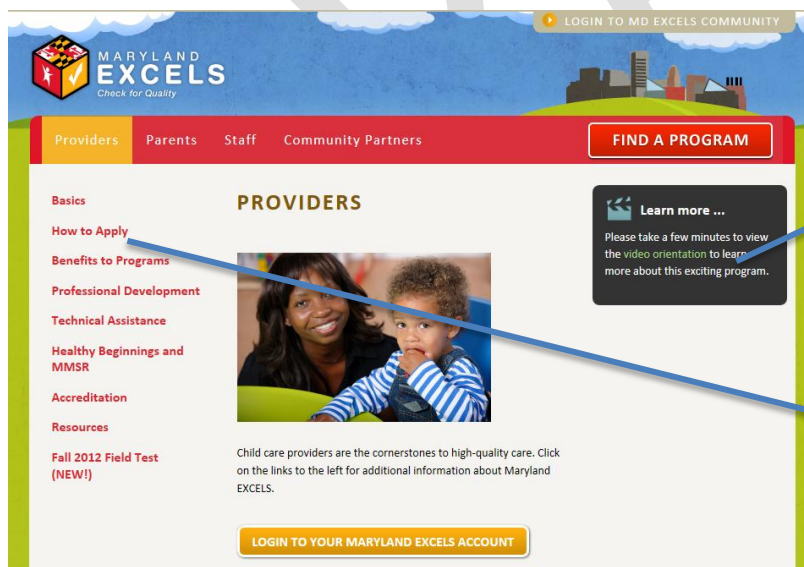 LOGIN TO MD EXCELS COMMUNITY
MARYLAND
EXCELS
Check for Quality
Providers
Parents
Staff
Community Partners
FIND A PROGRAM
Basics
How to Apply
Benefits to Programs
Professional Development
Technical Assistance
Healthy Beginnings and
MMSR
Accreditation
Resources
Fall 2012 Field Test
(NEW!)
PROVIDERS
Child care providers are the cornerstones to high-quality care. Click
on the links to the left for additional information about Maryland
EXCELS.
LOGIN TO YOUR MARYLAND EXCELS ACCOUNT
Learn more ...
Please take a few minutes to view
the video orientation to learn
more about this exciting program.